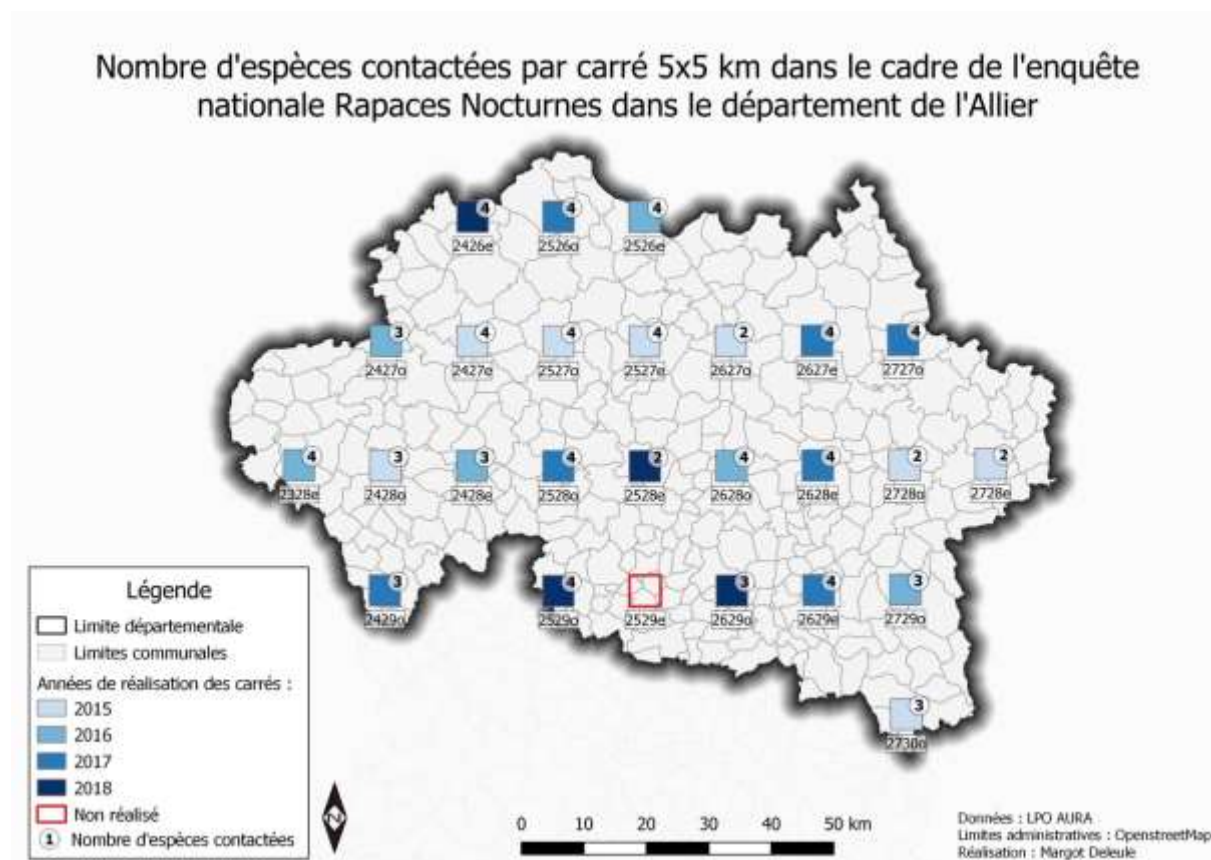 Nombre d'espèces contactées par carré 5x5 km dans le cadre de l'enquête
nationale Rapaces Nocturnes dans le département de l'Allier
4 4 4
2426e 2526o 2526e
3 4 4 4 2 4 4
2427o 2427e 2527o 2527e 2627o 2627e 2727o
4 3 3 4 2 4 4 2 2
2328e 2428o 2428e 2528o 2528e 2628o 2628e 2728o 2728e
3 4 3 4 3
2429o 2529o 2529e 2629o 2629e 2729o
3
2730o
Légende
Limite départementale
Limites communales
Années de réalisation des carrés :
2015
2016
2017
2018
Non réalisé
1 Nombre d'espèces contactées
N
0 10 20 30 40 50 km
Données : LPO AURA
Limites administratives : OpenstreetMap
Réalisation : Margot Deleule